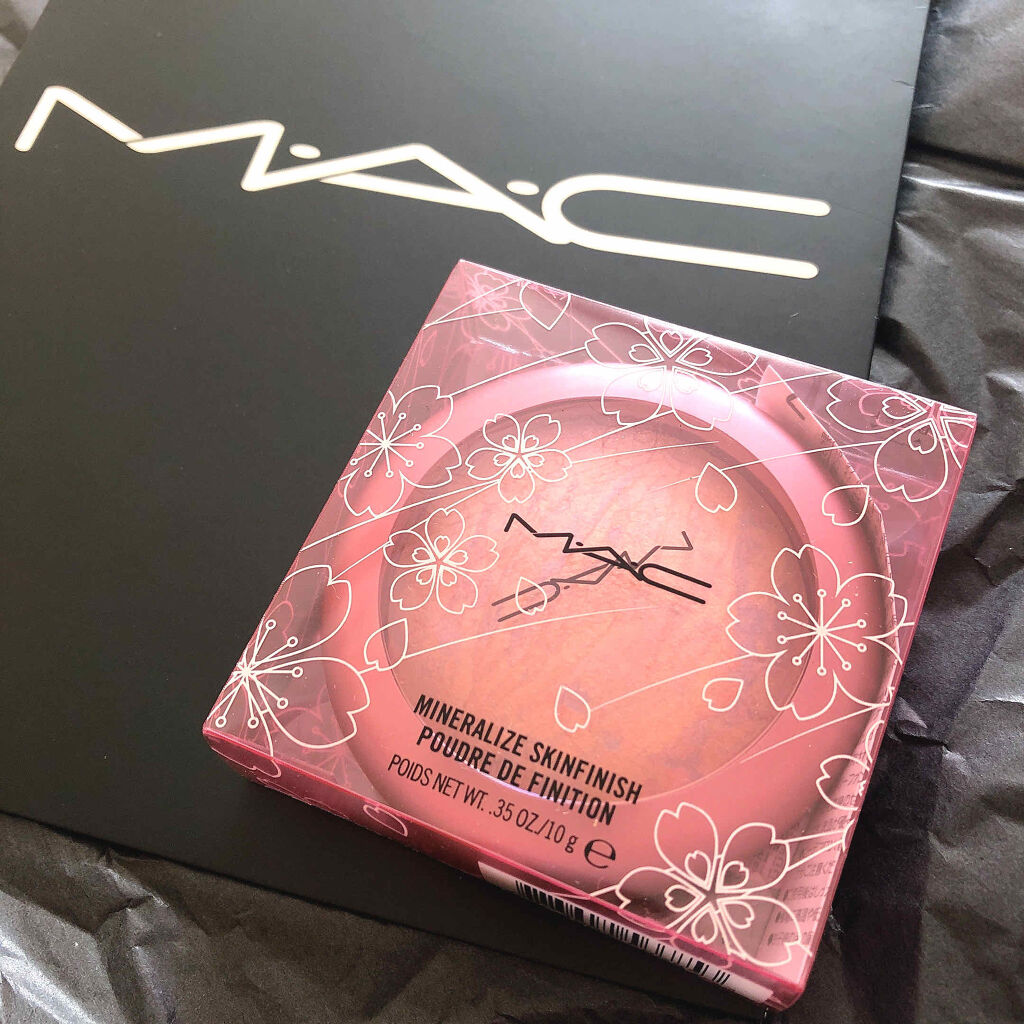 M·A·C
M·A·C
MINERALIZE SKINFINISH
POUDRE DE FINITION
POIDS NET WT. .35 OZ./10 g ℮